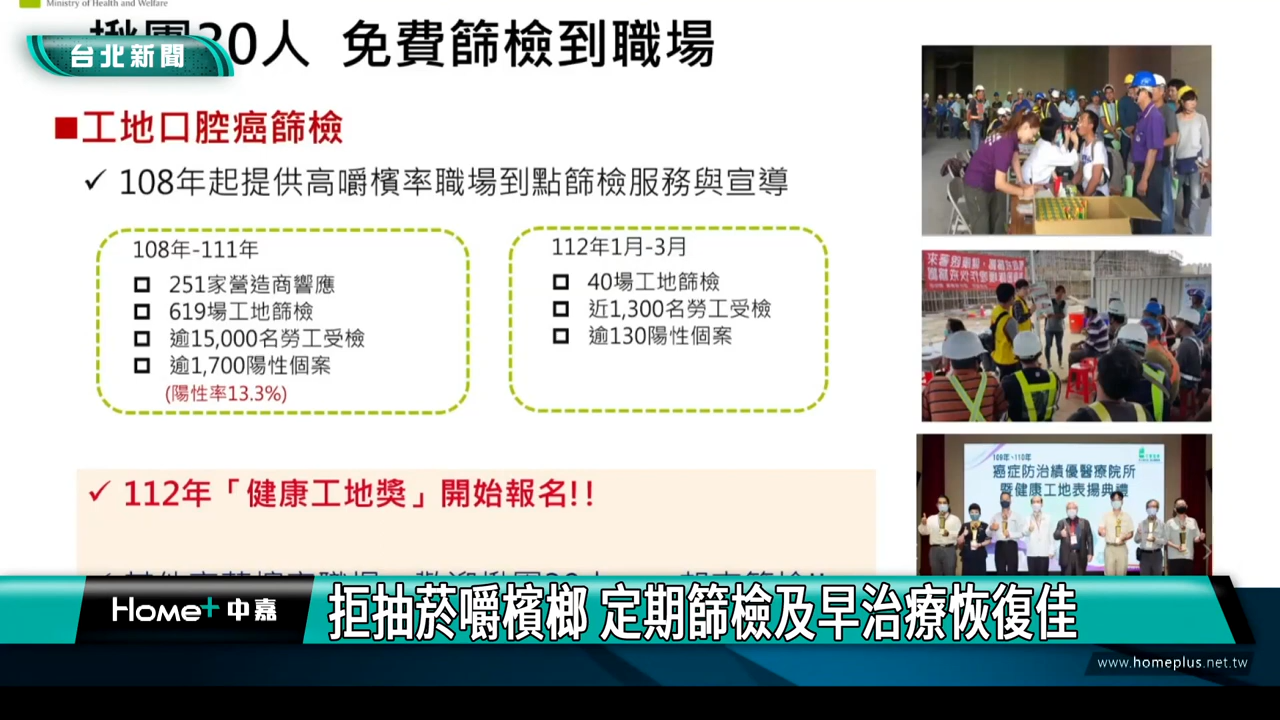 Ministry of Health and Welfare
台北新聞
揪團30人 免費篩檢到職場
■工地口腔癌篩檢
✓ 108年起提供高嚼檳率職場到點篩檢服務與宣導
108年-111年
251家營造商響應
619場工地篩檢
逾15,000名勞工受檢
逾1,700陽性個案
(陽性率13.3%)
112年1月-3月
40場工地篩檢
近1,300名勞工受檢
逾130陽性個案
✓ 112年「健康工地獎」開始報名!!
109年、110年
癌症防治績優醫療院所
暨健康工地表揚典禮
Home+ 中嘉
拒抽菸嚼檳榔 定期篩檢及早治療恢復佳
www.homeplus.net.tw